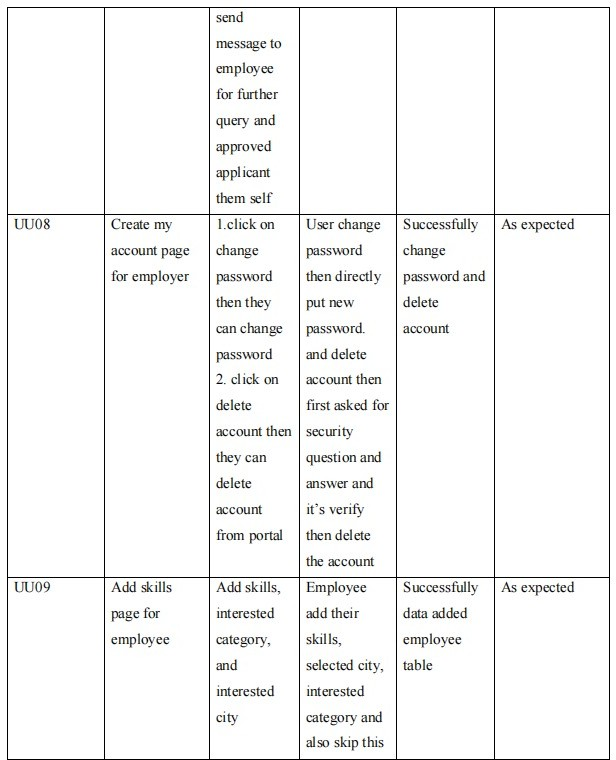 send
message to
employee
for further
query and
approved
applicant
them self
UU08
Create my
account page
for employer
1.click on
change
password
then they
can change
password
2. click on
delete
account then
they can
delete
account
from portal
User change
password
then directly
put new
password.
and delete
account then
first asked for
security
question and
answer and
it’s verify
then delete
the account
Successfully
change
password and
delete
account
As expected
UU09
Add skills
page for
employee
Add skills,
interested
category,
and
interested
city
Employee
add their
skills,
selected city,
interested
category and
also skip this
Successfully
data added
employee
table
As expected